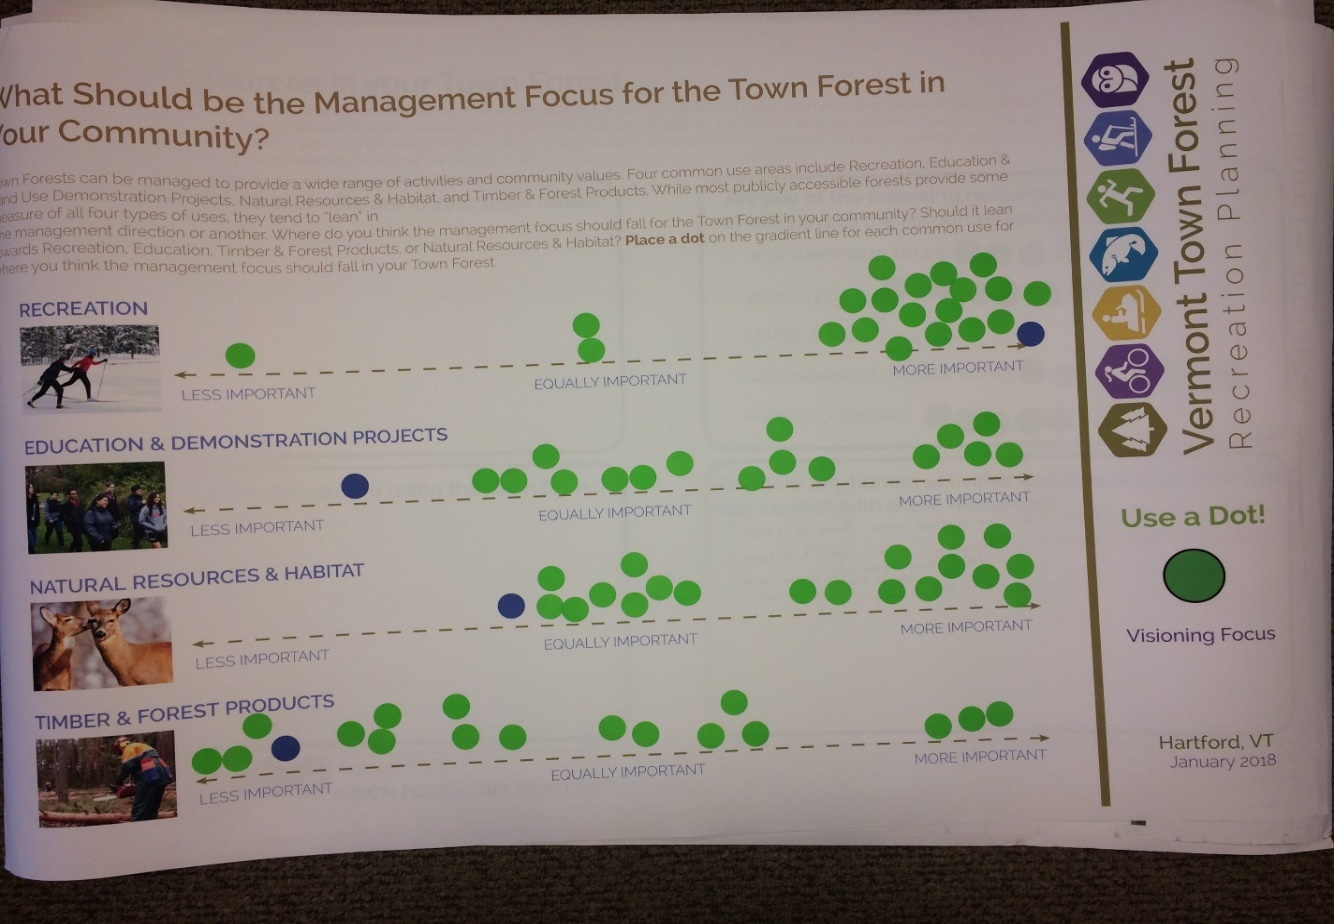 What Should be the Management Focus for the Town Forest in
Your Community?
Town Forests can be managed to provide a wide range of activities and community values. Four common use areas include Recreation, Education &
and Use Demonstration Projects, Natural Resources & Habitat, and Timber & Forest Products. While most publicly accessible forests provide some
measure of all four types of uses, they tend to "lean" in
management direction or another. Where do you think the management focus should fall for the Town Forest in your community? Should it lean
towards Recreation, Education, Timber & Forest Products, or Natural Resources & Habitat? Place a dot on the gradient line for each common use for
where you think the management focus should fall in your Town Forest.
RECREATION
LESS IMPORTANT
EQUALLY IMPORTANT
MORE IMPORTANT
EDUCATION & DEMONSTRATION PROJECTS
LESS IMPORTANT
EQUALLY IMPORTANT
MORE IMPORTANT
NATURAL RESOURCES & HABITAT
LESS IMPORTANT
EQUALLY IMPORTANT
MORE IMPORTANT
TIMBER & FOREST PRODUCTS
LESS IMPORTANT
EQUALLY IMPORTANT
MORE IMPORTANT
Vermont Town Forest
Recreation Planning
Use a Dot!
Visioning Focus
Hartford, VT
January 2018